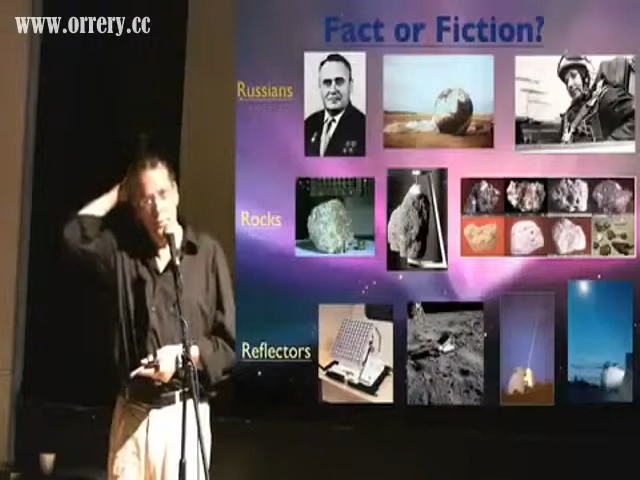 www.orrery.cc
Fact or Fiction?
Russians
Rocks
Reflectors